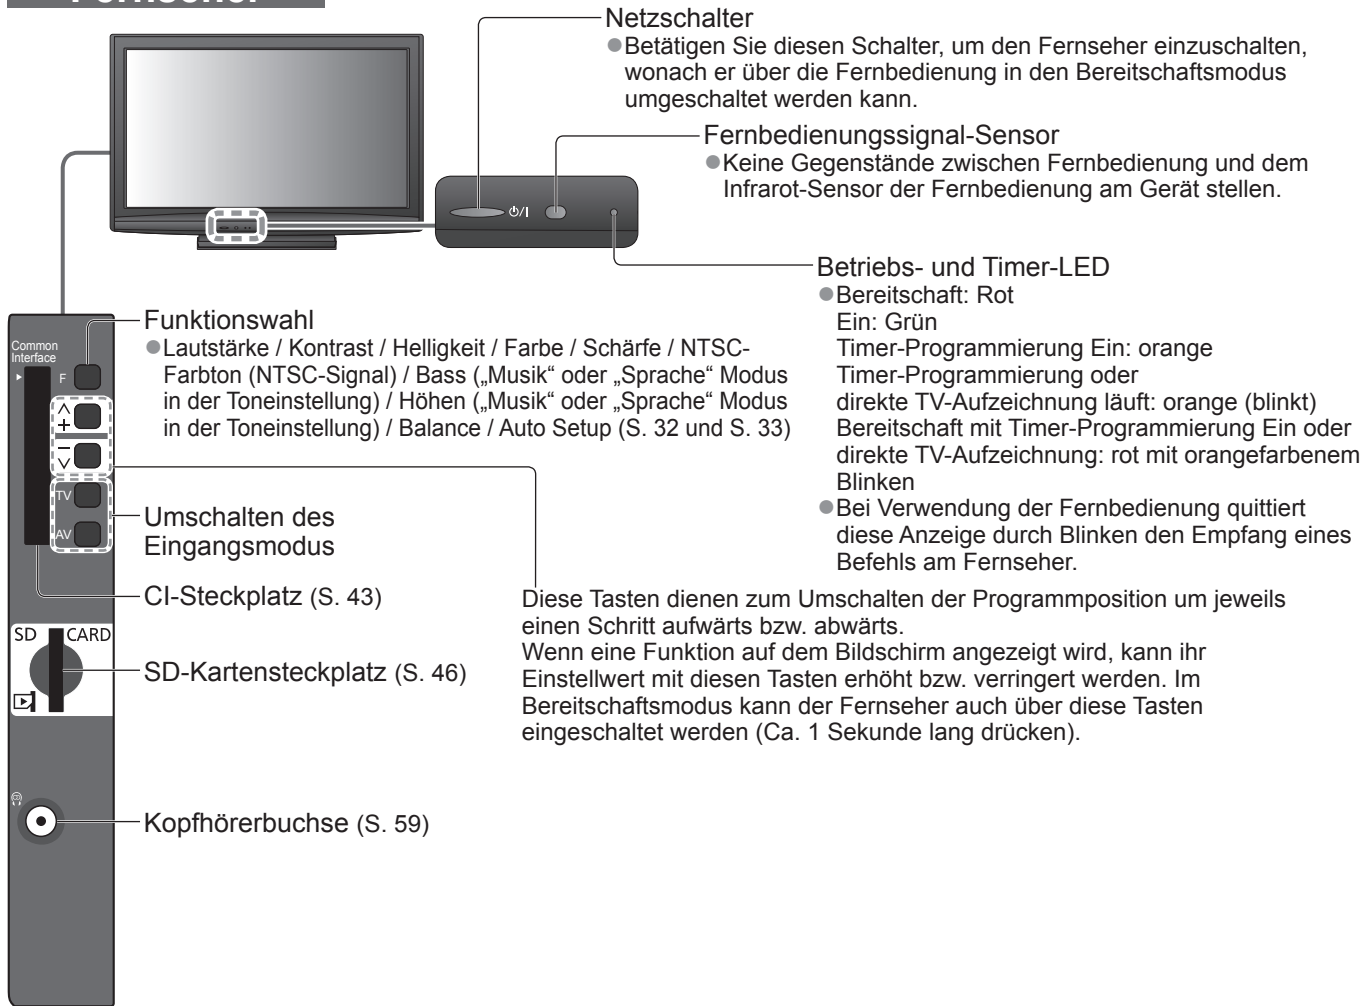 Fernseher
Netzschalter
●Betätigen Sie diesen Schalter, um den Fernseher einzuschalten,
wonach er über die Fernbedienung in den Bereitschaftsmodus
umgeschaltet werden kann.
Fernbedienungssignal-Sensor
●Keine Gegenstände zwischen Fernbedienung und dem
Infrarot-Sensor der Fernbedienung am Gerät stellen.
Betriebs- und Timer-LED
●Bereitschaft: Rot
Ein: Grün
Timer-Programmierung Ein: orange
Timer-Programmierung oder
direkte TV-Aufzeichnung läuft: orange (blinkt)
Bereitschaft mit Timer-Programmierung Ein oder
direkte TV-Aufzeichnung: rot mit orangefarbenem
Blinken
●Bei Verwendung der Fernbedienung quittiert
diese Anzeige durch Blinken den Empfang eines
Befehls am Fernseher.
Common
Interface
F
TV
AV
SD CARD
Funktionswahl
●Lautstärke / Kontrast / Helligkeit / Farbe / Schärfe / NTSC-
Farbton (NTSC-Signal) / Bass („Musik“ oder „Sprache“ Modus
in der Toneinstellung) / Höhen („Musik“ oder „Sprache“ Modus
in der Toneinstellung) / Balance / Auto Setup (S. 32 und S. 33)
Umschalten des
Eingangsmodus
CI-Steckplatz (S. 43)
SD-Kartensteckplatz (S. 46)
Kopfhörerbuchse (S. 59)
Diese Tasten dienen zum Umschalten der Programmposition um jeweils
einen Schritt aufwärts bzw. abwärts.
Wenn eine Funktion auf dem Bildschirm angezeigt wird, kann ihr
Einstellwert mit diesen Tasten erhöht bzw. verringert werden. Im
Bereitschaftsmodus kann der Fernseher auch über diese Tasten
eingeschaltet werden (Ca. 1 Sekunde lang drücken).